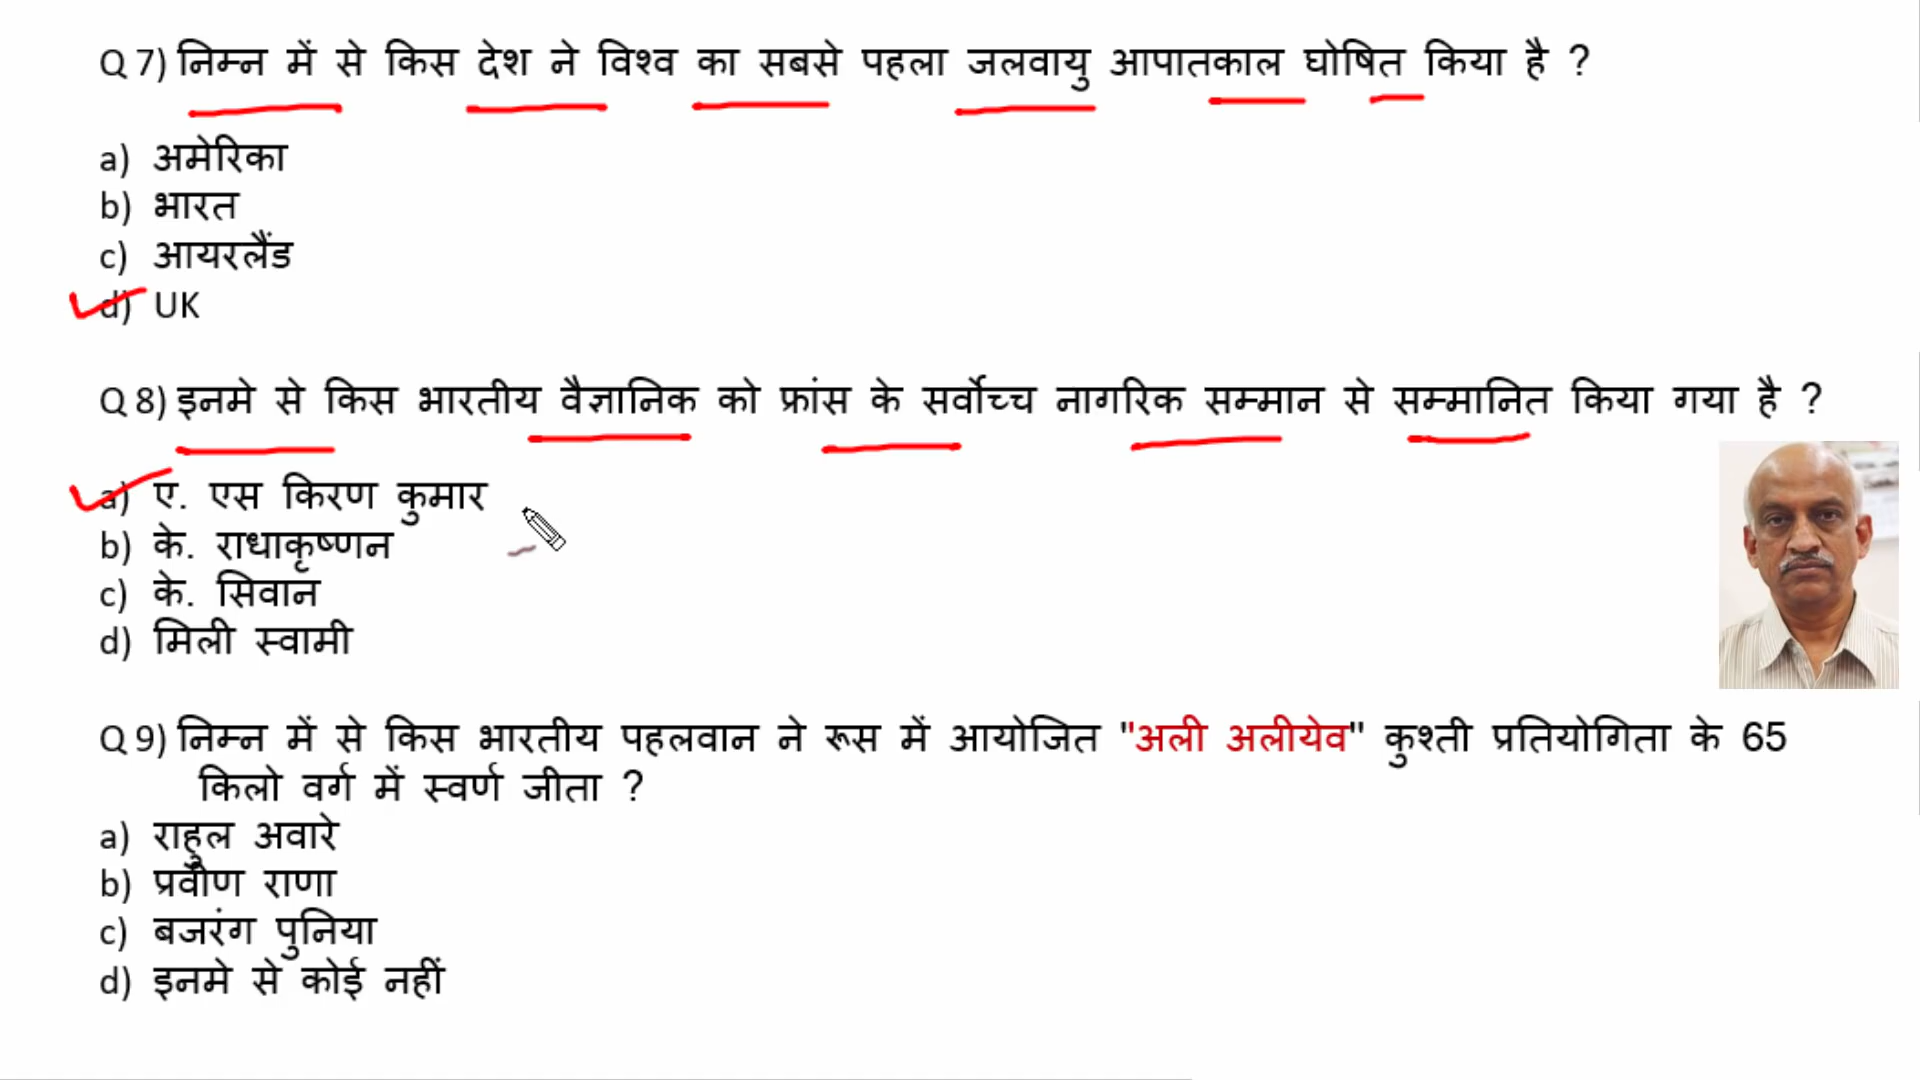 Q 7) निम्न में से किस देश ने विश्व का सबसे पहला जलवायु आपातकाल घोषित किया है ?
a) अमेरिका
b) भारत
c) आयरलैंड
d) UK
Q 8) इनमे से किस भारतीय वैज्ञानिक को फ्रांस के सर्वोच्च नागरिक सम्मान से सम्मानित किया गया है ?
a) ए. एस किरण कुमार
b) के. राधाकृष्णन
c) के. सिवान
d) मिली स्वामी
Q 9) निम्न में से किस भारतीय पहलवान ने रूस में आयोजित "अली अलीयेव" कुश्ती प्रतियोगिता के 65
किलो वर्ग में स्वर्ण जीता ?
a) राहुल अवारे
b) प्रवीण राणा
c) बजरंग पुनिया
d) इनमे से कोई नहीं